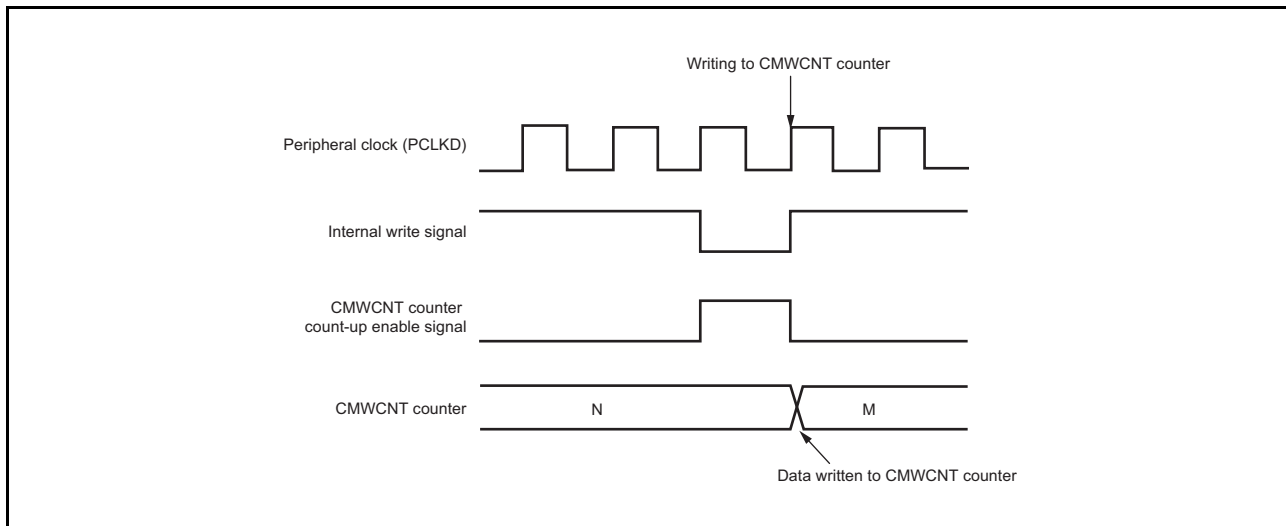 Writing to CMWCNT counter
Peripheral clock (PCLKD)
Internal write signal
CMWCNT counter
count-up enable signal
CMWCNT counter
N
M
Data written to CMWCNT counter